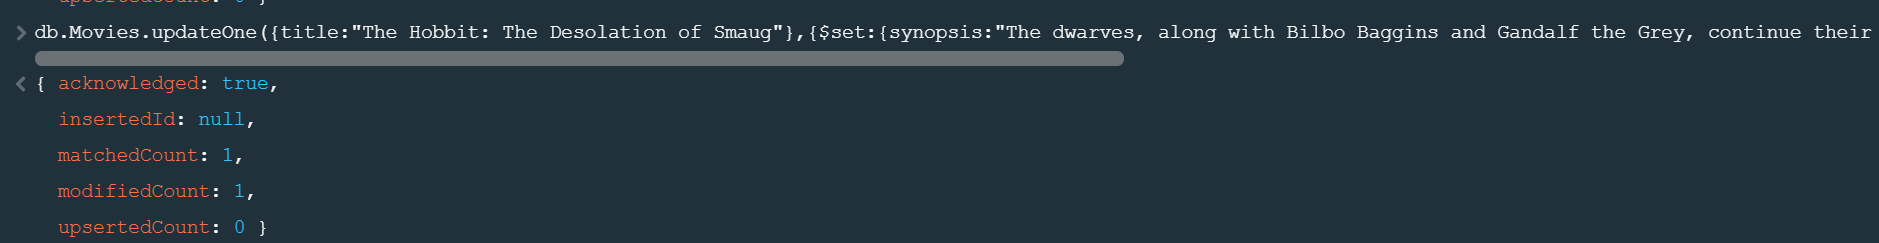 > db.Movies.updateOne({title:"The Hobbit: The Desolation of Smaug"},{$set:{synopsis:"The dwarves, along with Bilbo Baggins and Gandalf the Grey, continue their
< { acknowledged: true,
insertedId: null,
matchedCount: 1,
modifiedCount: 1,
upsertedCount: 0 }